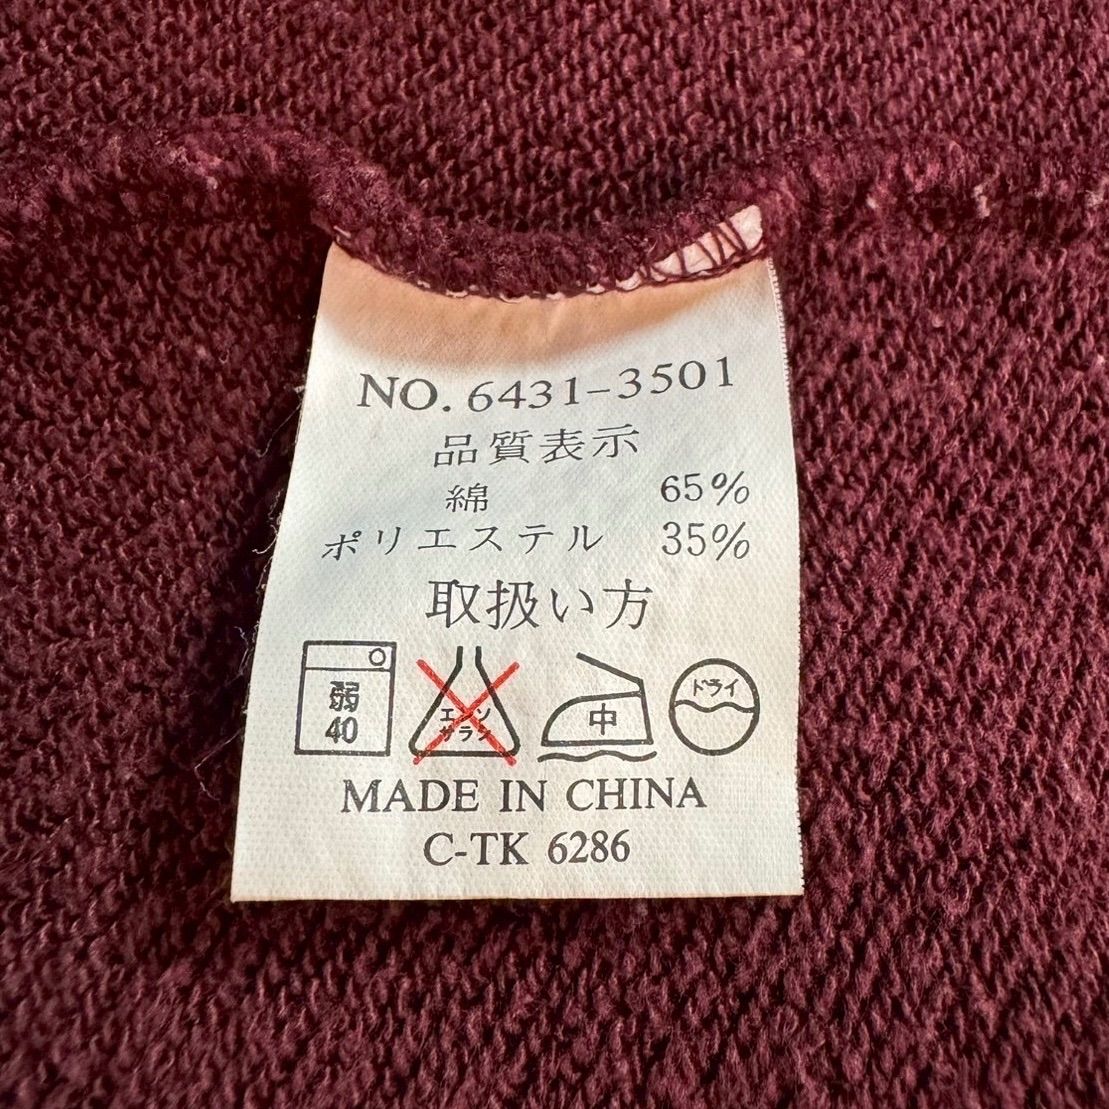 NO. 6431-3501
品質表示
綿 65%
ポリエステル 35%
取扱い方
弱
40
エンソ
サラシ
中
ドライ
MADE IN CHINA
C-TK 6286